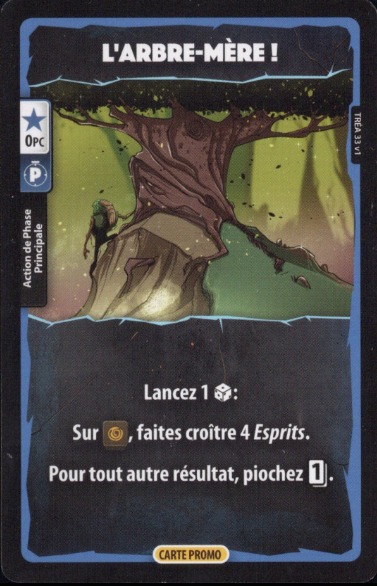 L'ARBRE-MÈRE !
0PC
P
TREA 33 v1
Action de Phase
Principale
Lancez 1 :
Sur , faites croître 4 Esprits.
Pour tout autre résultat, piochez 1.
CARTE PROMO